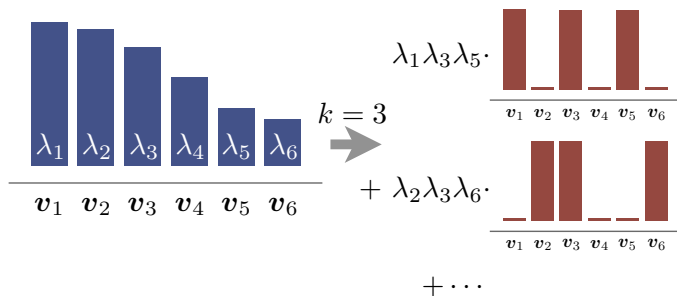 λ₁ λ₂ λ₃ λ₄ λ₅ λ₆
v₁ v₂ v₃ v₄ v₅ v₆
k = 3
λ₁λ₃λ₅·
v₁ v₂ v₃ v₄ v₅ v₆
+ λ₂λ₃λ₆·
v₁ v₂ v₃ v₄ v₅ v₆
+ ···